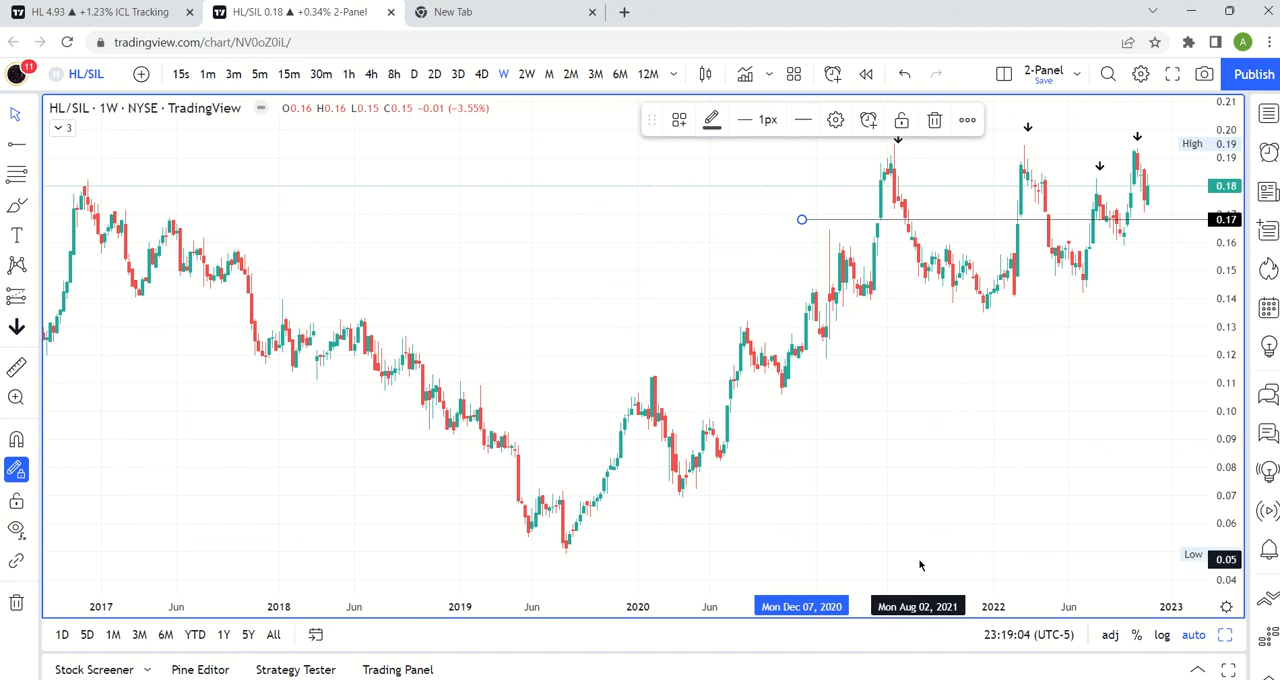 HL 4.93 ▲ +1.23% ICL Tracking
HL/SIL 0.18 ▲ +0.34% 2-Panel
New Tab
tradingview.com/chart/NV0oZ0iL/
A
11
H HL/SIL
15s 1m 3m 5m 15m 30m 1h 4h 8h D 2D 3D 4D W 2W M 2M 3M 6M 12M
2-Panel
Save
Publish
HL/SIL · 1W · NYSE · TradingView
O0.16 H0.16 L0.15 C0.15 -0.01 (-3.55%)
3
1px
0.21
0.20
High 0.19
0.19
0.18
0.17
0.16
0.15
0.14
0.13
0.12
0.11
0.10
0.09
0.08
0.07
0.06
Low 0.05
0.04
2017 Jun 2018 Jun 2019 Jun 2020 Jun Mon Dec 07, 2020 Mon Aug 02, 2021 2022 Jun 2023
1D 5D 1M 3M 6M YTD 1Y 5Y All
23:19:04 (UTC-5) adj % log auto
Stock Screener Pine Editor Strategy Tester Trading Panel